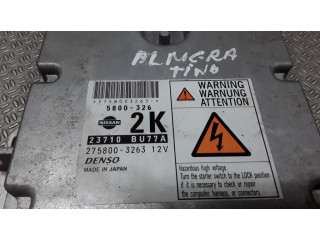 ALMERA
TINO
*2758003263*
5800-326
NISSAN
2K
23710 BU77A
275800-3263 12V
DENSO
MADE IN JAPAN
WARNING
WARNUNG
ATTENTION
Hazardous high voltage.
Turn the starter switch to the LOCK position
if it is necessary to check or repair
the computer, harness, or connectors.